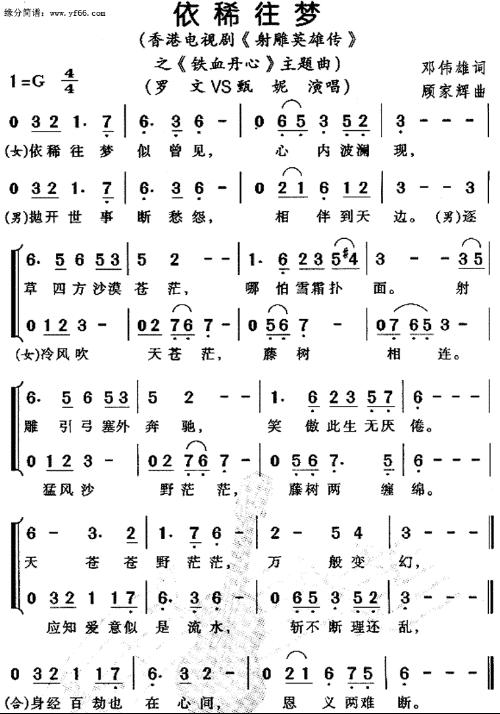 缘分简谱：www.yf66.com
依稀往梦
(香港电视剧《射雕英雄传》
之《铁血丹心》主题曲)
1=G 4/4
(罗 文VS甄 妮 演唱)
邓伟雄词
顾家辉曲
0 3 2 1. 7 | 6. 3 6 - | 0 6 5 3 5 2 | 3 - - - |
(女)依稀往梦 似曾见， 心内波澜现，
0 3 2 1. 7 | 6. 3 6 - | 0 2 1 6 1 2 | 3 - - - |
(男)抛开世事断愁怨， 相伴到天边。(男)逐
6. 5 6 5 5 3 | 5 2 - - | 1. 6 2 3 5 #4 | 3 - - 3 5 |
草 四方沙漠苍茫， 哪怕雪霜扑 面。 射
0 1 2 3 - | 0 2 7 6 7 - | 0 5 6 7 - | 0 7 6 5 - |
(女)冷风吹 天苍茫， 藤树 相 连。
6. 5 6 5 5 3 | 5 2 - - | 1. 6 2 3 5 7 | 6 - - - |
雕 引弓塞外奔驰， 笑 傲此生无厌 倦。
0 1 2 3 - | 0 2 7 6 7 - | 0 5 6 7. 7 | 0 5 6 - |
猛风沙 野茫茫， 藤树两 缠绵。
6 - 3. 2 | 1. 7 6 - | 2 - 5 4 | 3 - - - |
天 苍苍 野茫茫， 万 般变 幻，
0 3 2 2 1 1 7 | 6. 3 2 6 - | 0 6 5 3. 5 2 | 3 - - - |
应知爱意似 是流水， 斩不断理还 乱，
0 3 2 2 1 1 7 | 6. 3 2 - | 0 2 1 6 7 5 | 6 - - - |
(合)身经百劫也 在心间， 恩义两难 断。